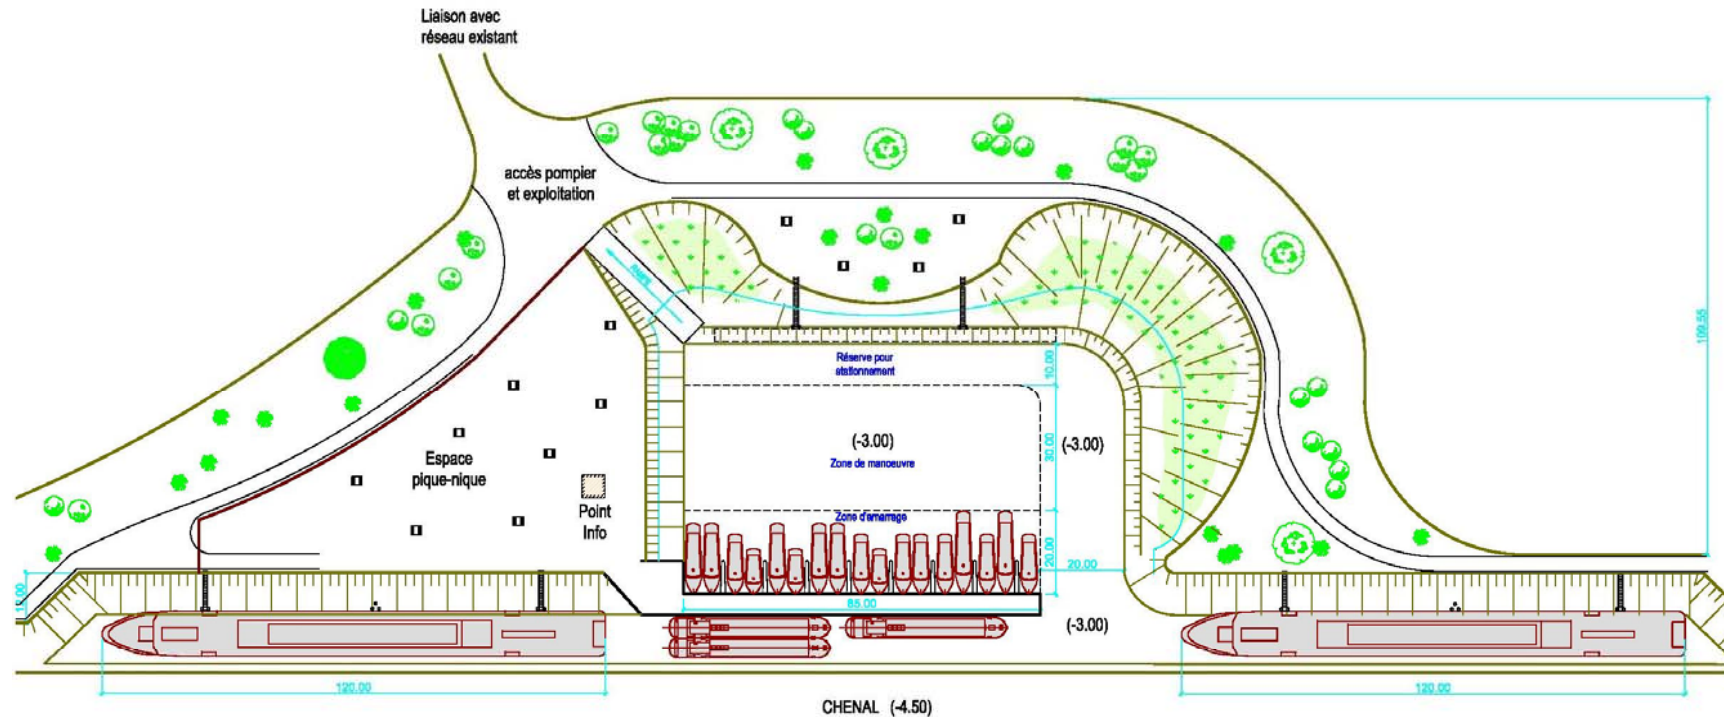 Liaison avec
réseau existant
accès pompier
et exploitation
109.55
RAMPE
Réserve pour
stationnement
10.00
(-3.00)
(-3.00)
30.00
Zone de manoeuvre
Espace
pique-nique
Point
Info
Zone d'amarrage
20.00
20.00
12.00
85.00
(-3.00)
120.00
120.00
CHENAL (-4.50)